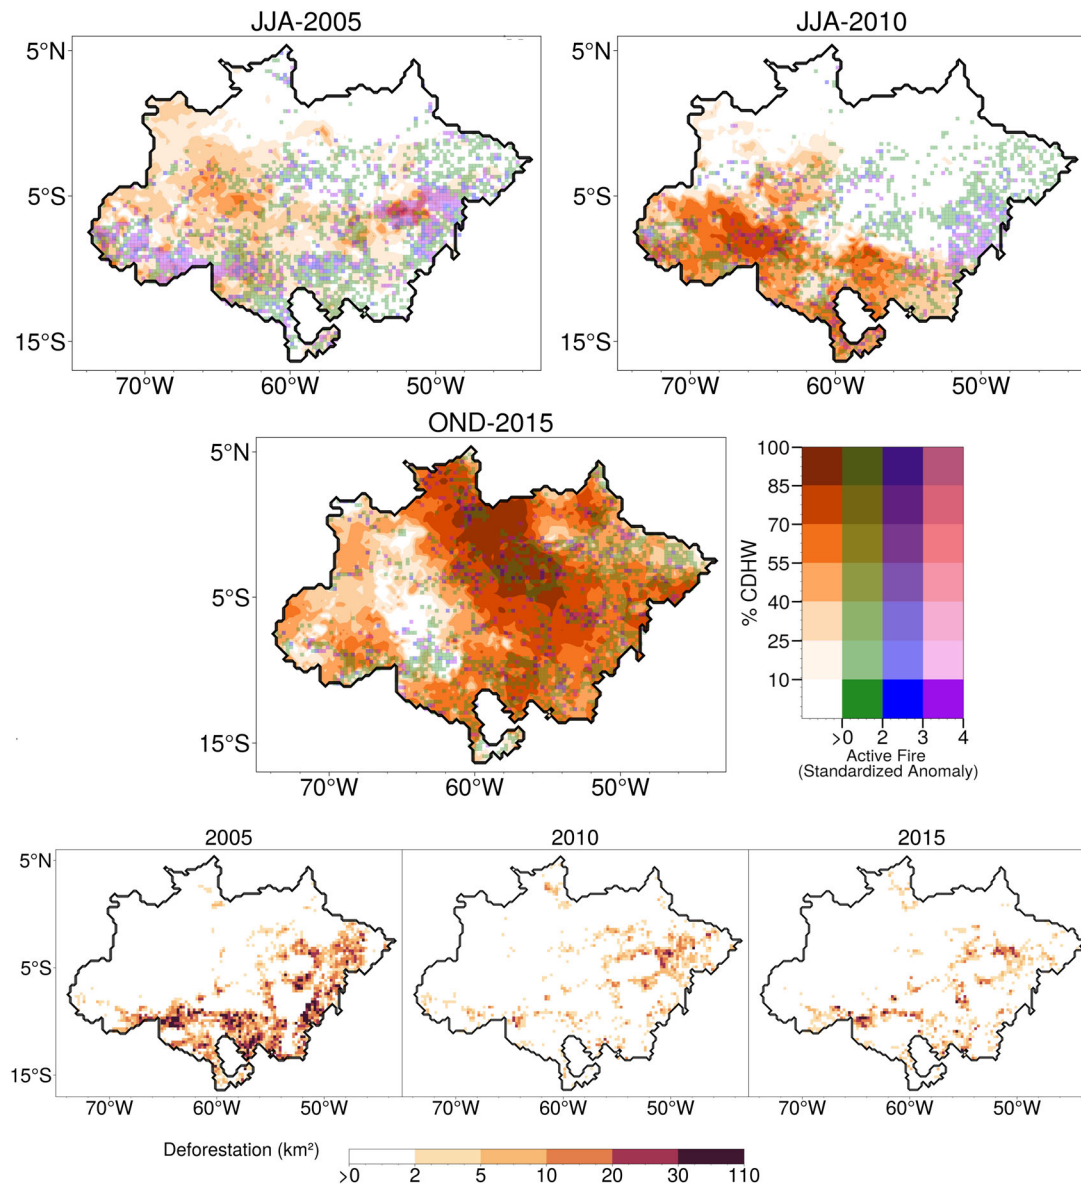 JJA-2005
JJA-2010
5°N
5°S
15°S
70°W 60°W 50°W
5°N
5°S
15°S
70°W 60°W 50°W
OND-2015
5°N
5°S
15°S
70°W 60°W 50°W
% CDHW
100
85
70
55
40
25
10
>0 2 3 4
Active Fire
(Standardized Anomaly)
2005
2010
2015
5°N
5°S
15°S
70°W 60°W 50°W
70°W 60°W 50°W
70°W 60°W 50°W
Deforestation (km²)
>0 2 5 10 20 30 110